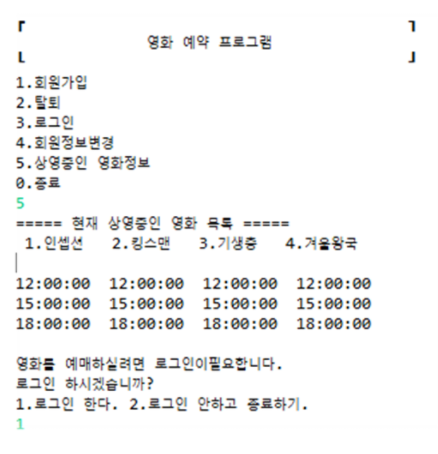 영화 예약 프로그램
1.회원가입
2.탈퇴
3.로그인
4.회원정보변경
5.상영중인 영화정보
0.종료
5
===== 현재 상영중인 영화 목록 =====
1.인셉션 2.킹스맨 3.기생충 4.겨울왕국
12:00:00 12:00:00 12:00:00 12:00:00
15:00:00 15:00:00 15:00:00 15:00:00
18:00:00 18:00:00 18:00:00 18:00:00
영화를 예매하실려면 로그인이필요합니다.
로그인 하시겠습니까?
1.로그인 한다. 2.로그인 안하고 종료하기.
1